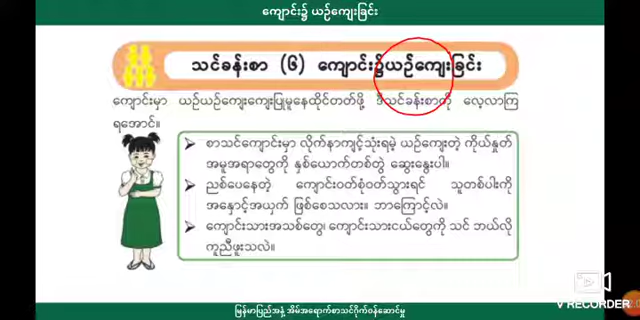 ကျောင်း၌ ယဉ်ကျေးခြင်း
သင်ခန်းစာ (၆) ကျောင်း၌ယဉ်ကျေးခြင်း
ကျောင်းမှာ ယဉ်ယဉ်ကျေးကျေးပြုမူနေထိုင်တတ်ဖို့ ဒီသင်ခန်းစာကို လေ့လာကြ
ရအောင်။
စာသင်ကျောင်းမှာ လိုက်နာကျင့်သုံးရမဲ့ ယဉ်ကျေးတဲ့ ကိုယ်နှုတ်
အမူအရာတွေကို နှစ်ယောက်တစ်တွဲ ဆွေးနွေးပါ။
ညစ်ပေနေတဲ့ ကျောင်းဝတ်စုံဝတ်သွားရင် သူတစ်ပါးကို
အနှောင့်အယှက် ဖြစ်စေသလား။ ဘာကြောင့်လဲ။
ကျောင်းသားအသစ်တွေ၊ ကျောင်းသားငယ်တွေကို သင် ဘယ်လို
ကူညီဖူးသလဲ။
V RECORDER
မြန်မာပြည်အနှံ့ အိမ်အရောက်စာသင်ဝိုက်ဝန်ဆောင်မှု